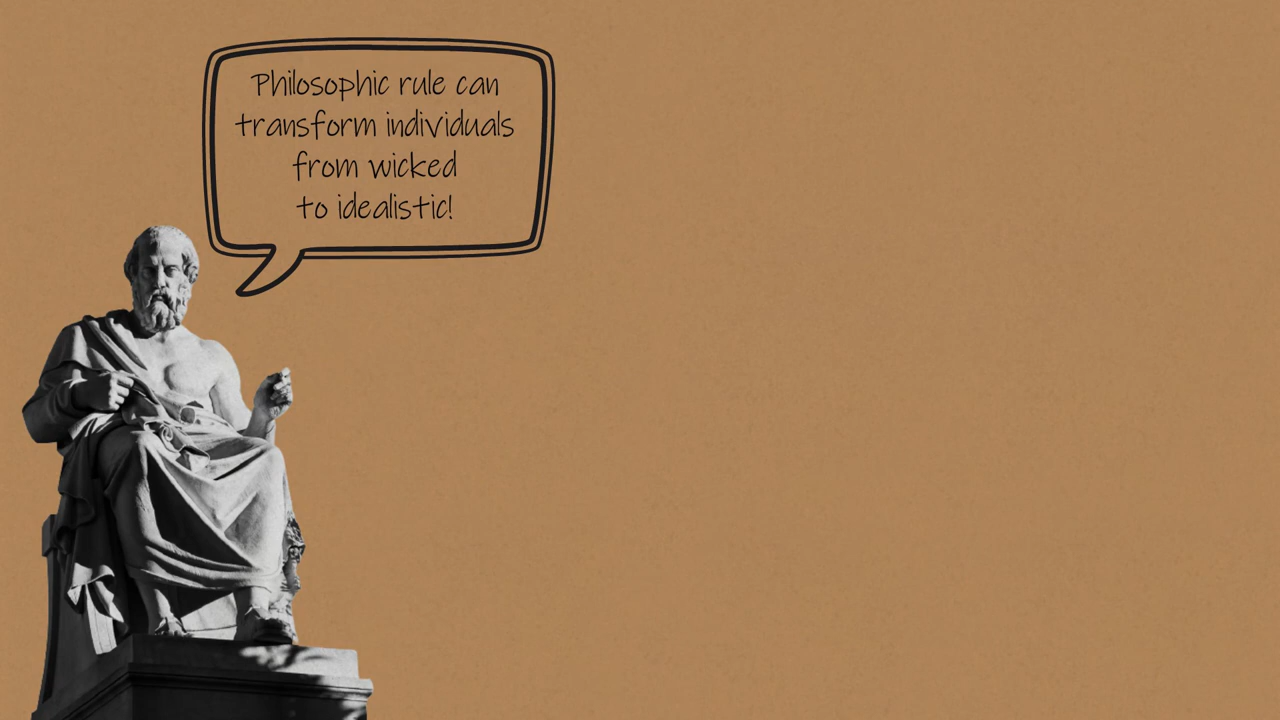 Philosophic rule can
transform individuals
from wicked
to idealistic!